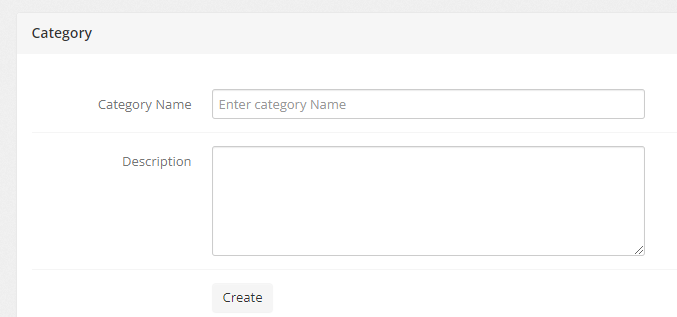 Category
Category Name
Enter category Name
Description
Create